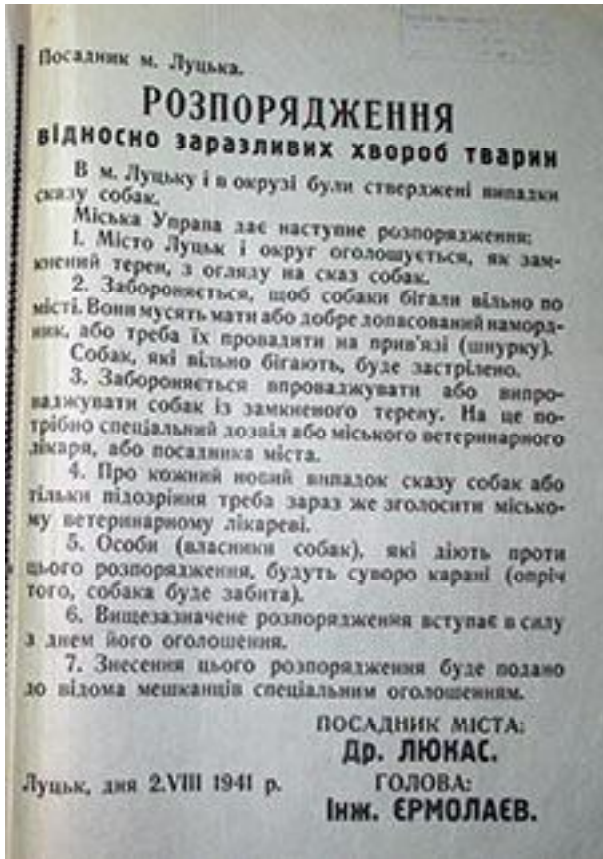 Посадник м. Луцька.
РОЗПОРЯДЖЕННЯ
відносно заразливих хвороб тварин
В м. Луцьку і в окрузі були стверджені випадки
сказу собак.
Міська Управа дає наступне розпорядження:
1. Місто Луцьк і округ оголошується, як зам-
кнений терен, з огляду на сказ собак.
2. Забороняється, щоб собаки бігали вільно по
місті. Вони мусять мати або добре допасований наморд-
ник, або треба їх провадити на прив'язі (шнурку).
Собак, які вільно бігають, буде застрілено.
3. Забороняється впроваджувати або випро-
ваджувати собак із замкненого терену. На це по-
трібно спеціальний дозвіл або міського ветеринарного
лікаря, або посадника міста.
4. Про кожний новий випадок сказу собак або
тільки підозріння треба зараз же зголосити місько-
му ветеринарному лікареві.
5. Особи (власники собак), які діють проти
цього розпорядження, будуть суворо карані (опріч
того, собака буде забита).
6. Вищезазначене розпорядження вступає в силу
з днем його оголошення.
7. Знесення цього розпорядження буде подано
до відома мешканців спеціальним оголошенням.
ПОСАДНИК МІСТА:
Др. ЛЮКАС.
Луцьк, дня 2.VIII 1941 р.
ГОЛОВА:
Інж. ЄРМОЛАЄВ.